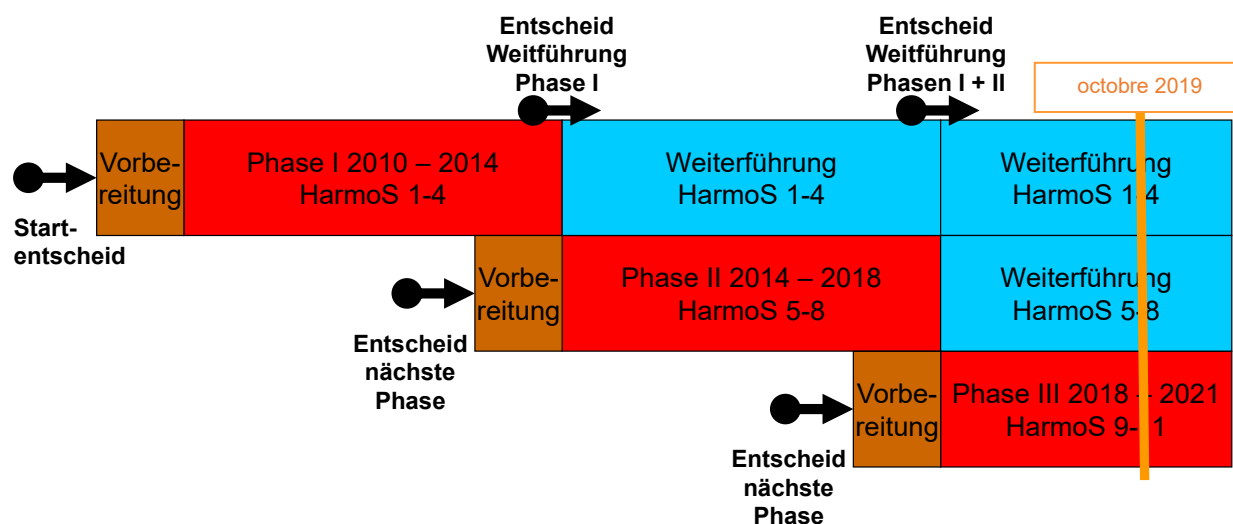 Entscheid
Weitführung
Phase I
Entscheid
Weitführung
Phasen I + II
octobre 2019
Vorbe-
reitung
Phase I 2010 – 2014
HarmoS 1-4
Weiterführung
HarmoS 1-4
Weiterführung
HarmoS 1-4
Start-
entscheid
Vorbe-
reitung
Phase II 2014 – 2018
HarmoS 5-8
Weiterführung
HarmoS 5-8
Entscheid
nächste
Phase
Vorbe-
reitung
Phase III 2018 – 2021
HarmoS 9-11
Entscheid
nächste
Phase